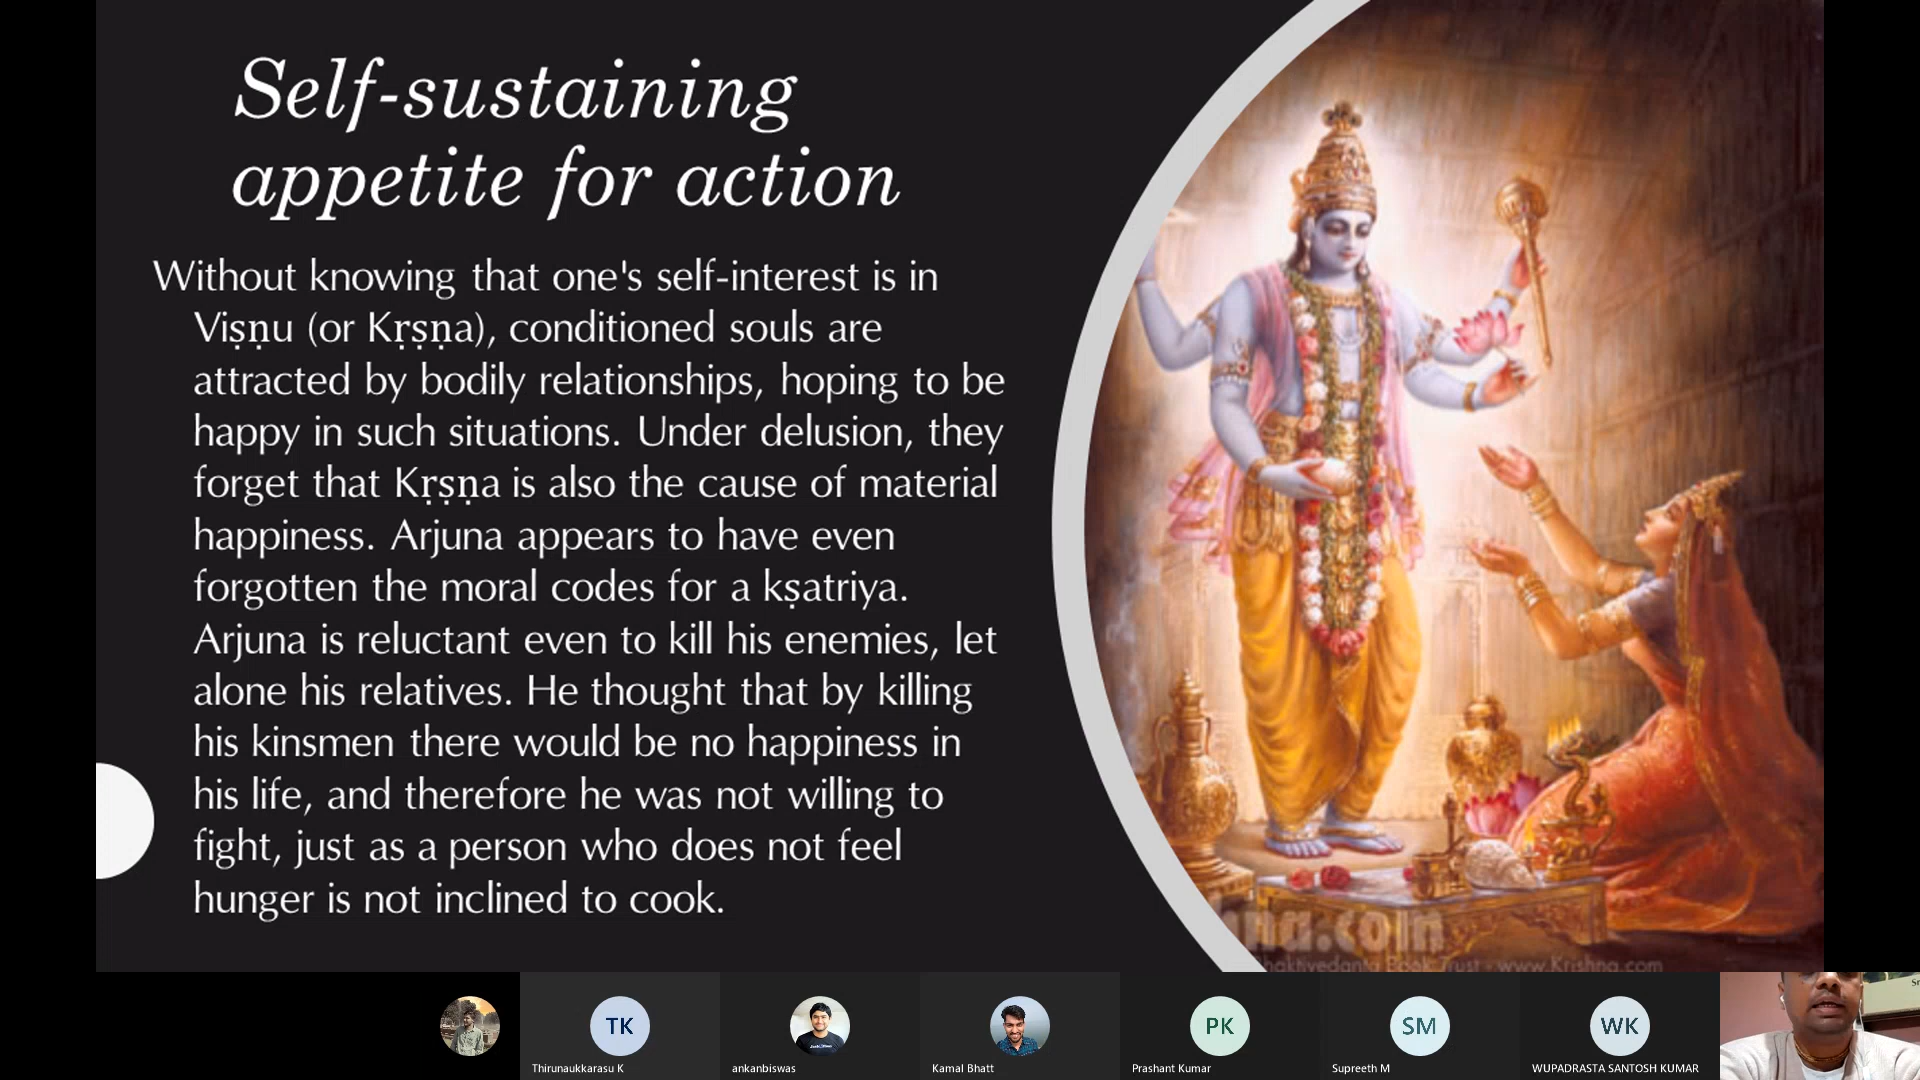 Self-sustaining
appetite for action
Without knowing that one's self-interest is in
Viṣṇu (or Kṛṣṇa), conditioned souls are
attracted by bodily relationships, hoping to be
happy in such situations. Under delusion, they
forget that Kṛṣṇa is also the cause of material
happiness. Arjuna appears to have even
forgotten the moral codes for a kṣatriya.
Arjuna is reluctant even to kill his enemies, let
alone his relatives. He thought that by killing
his kinsmen there would be no happiness in
his life, and therefore he was not willing to
fight, just as a person who does not feel
hunger is not inclined to cook.
na.com
Bhaktivedanta Book Trust - www.Krishna.com
TK
PK
SM
WK
Thirunaukkarasu K
ankanbiswas
Kamal Bhatt
Prashant Kumar
Supreeth M
WUPADRASTA SANTOSH KUMAR